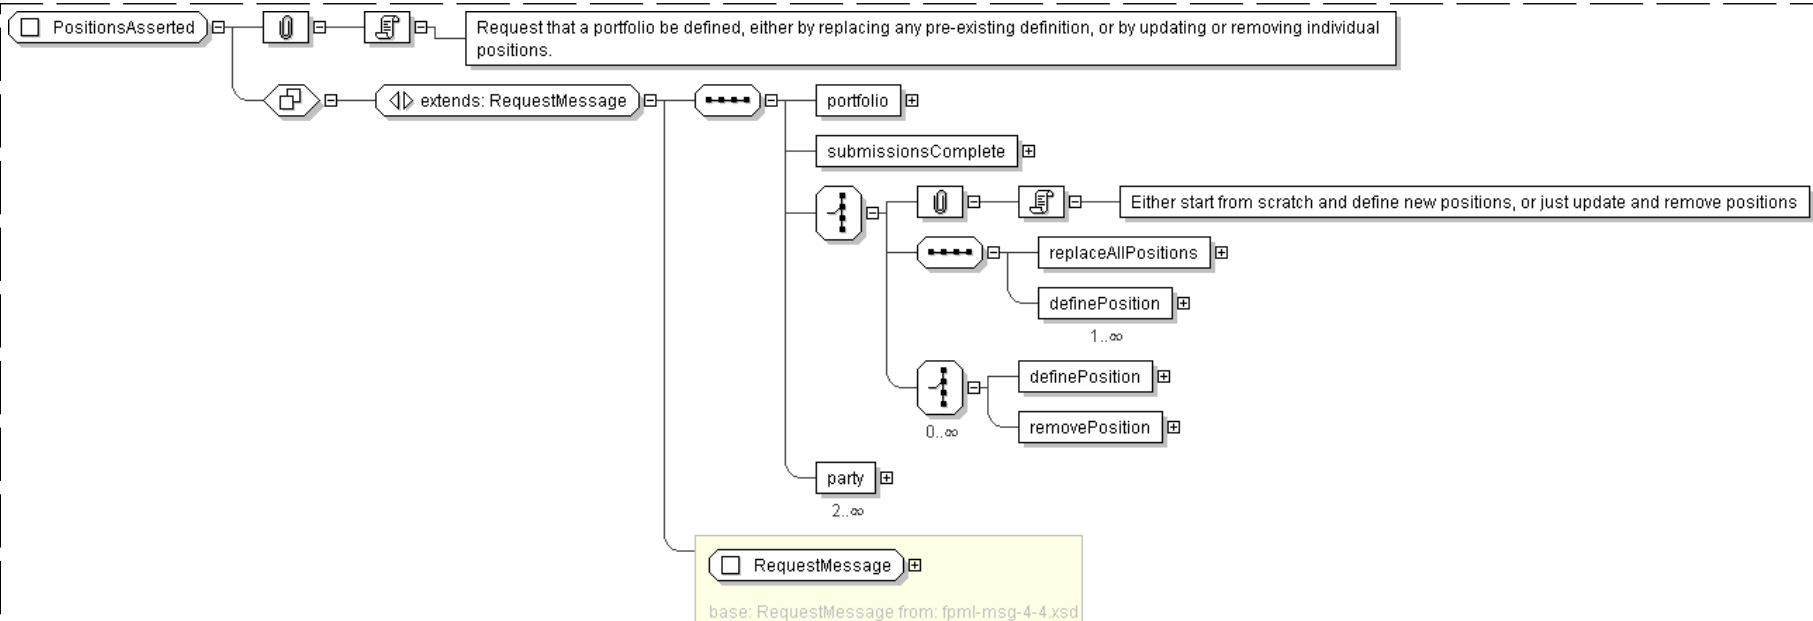 PositionsAsserted
Request that a portfolio be defined, either by replacing any pre-existing definition, or by updating or removing individual
positions.
extends: RequestMessage
portfolio
submissionsComplete
Either start from scratch and define new positions, or just update and remove positions
replaceAllPositions
definePosition
1..∞
definePosition
removePosition
0..∞
party
2..∞
RequestMessage
base: RequestMessage from: fpml-msg-4-4.xsd